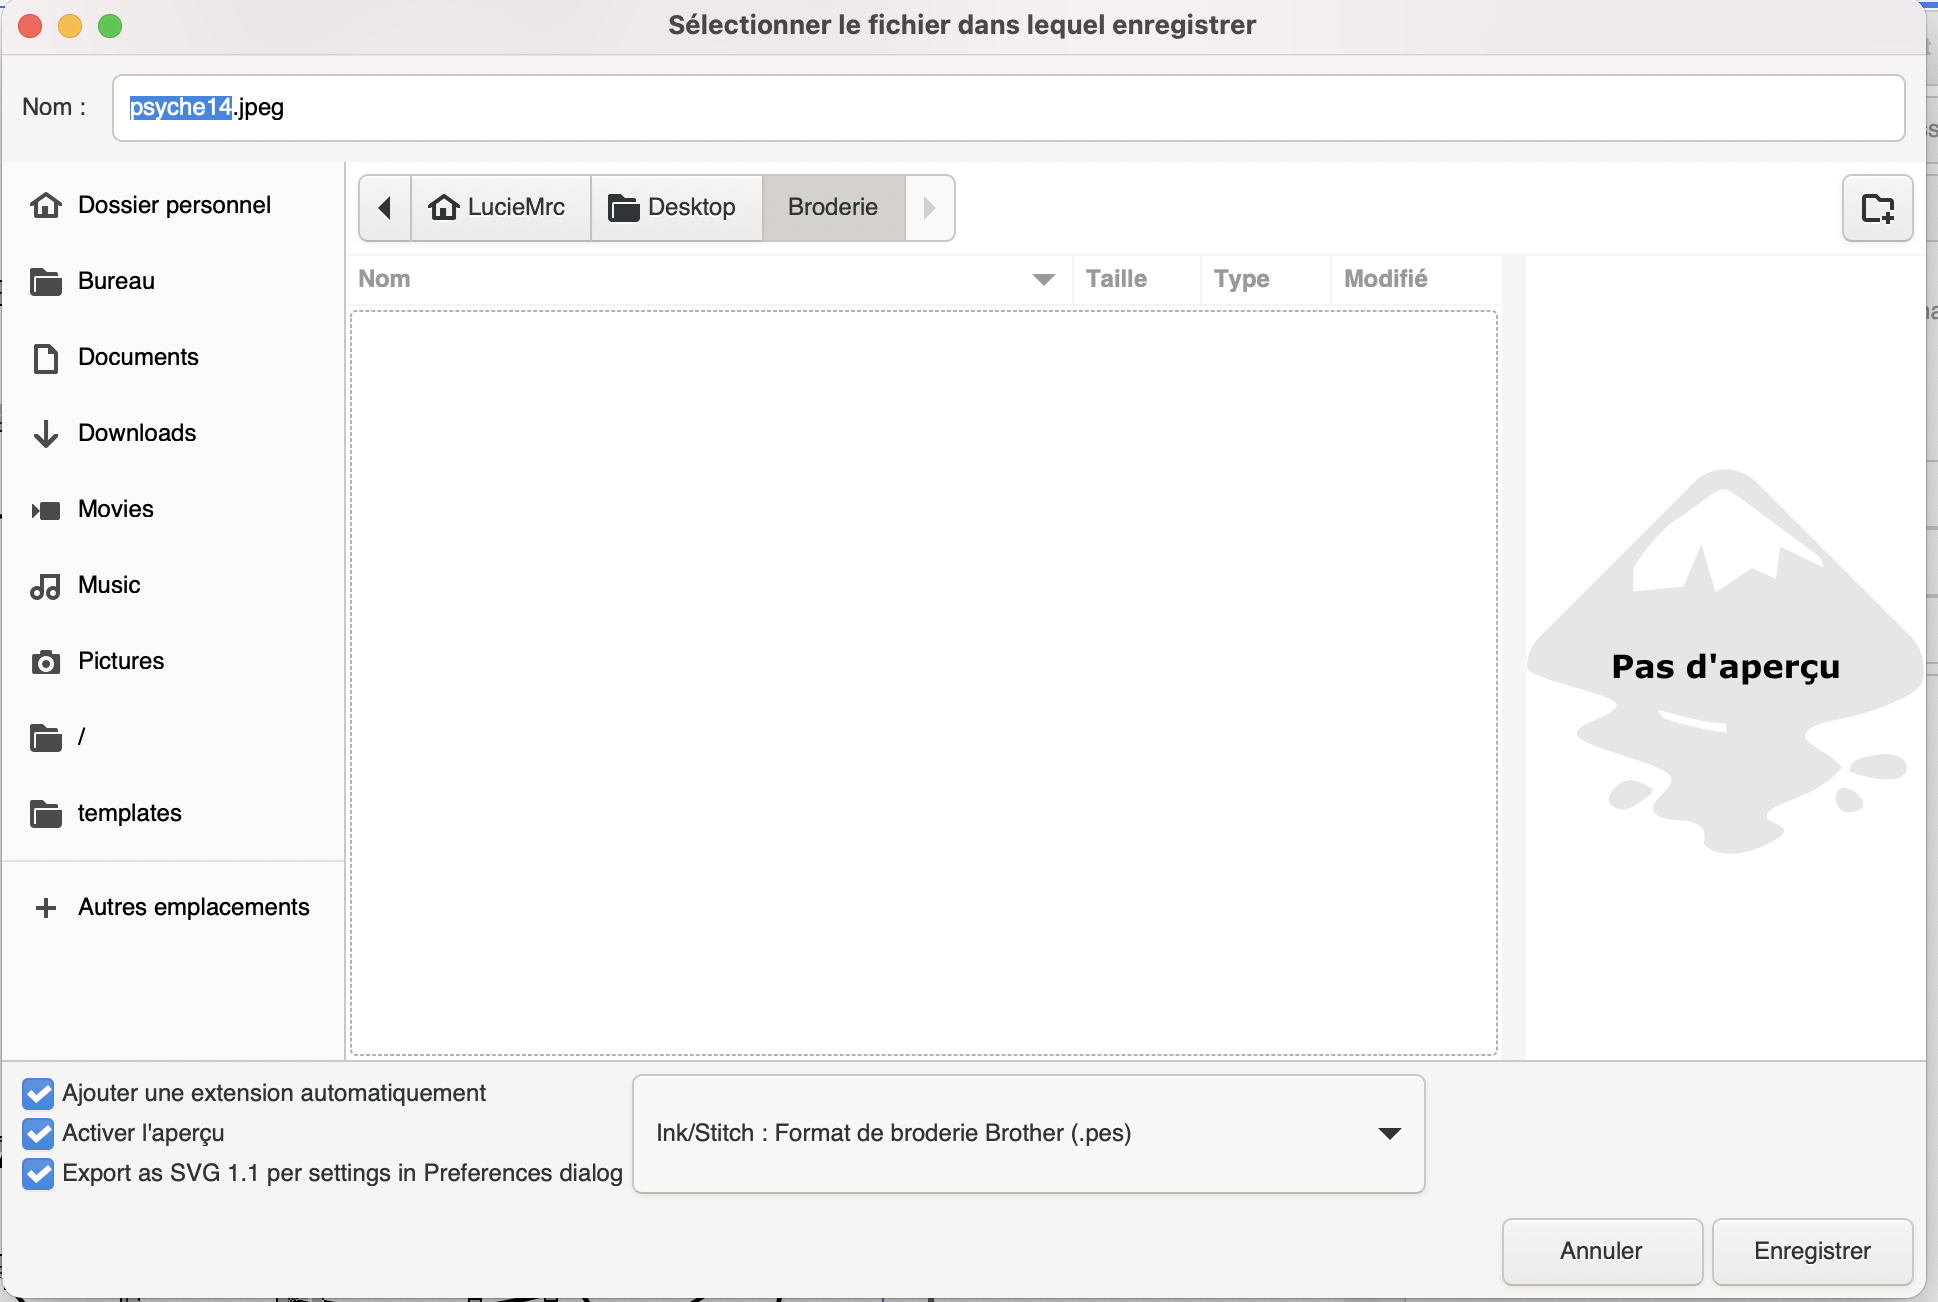 Sélectionner le fichier dans lequel enregistrer
Nom :
psyche14.jpeg
Dossier personnel
Bureau
Documents
Downloads
Movies
Music
Pictures
/
templates
Autres emplacements
LucieMrc
Desktop
Broderie
Nom
Taille
Type
Modifié
Pas d'aperçu
Ajouter une extension automatiquement
Activer l'aperçu
Export as SVG 1.1 per settings in Preferences dialog
Ink/Stitch : Format de broderie Brother (.pes)
Annuler
Enregistrer